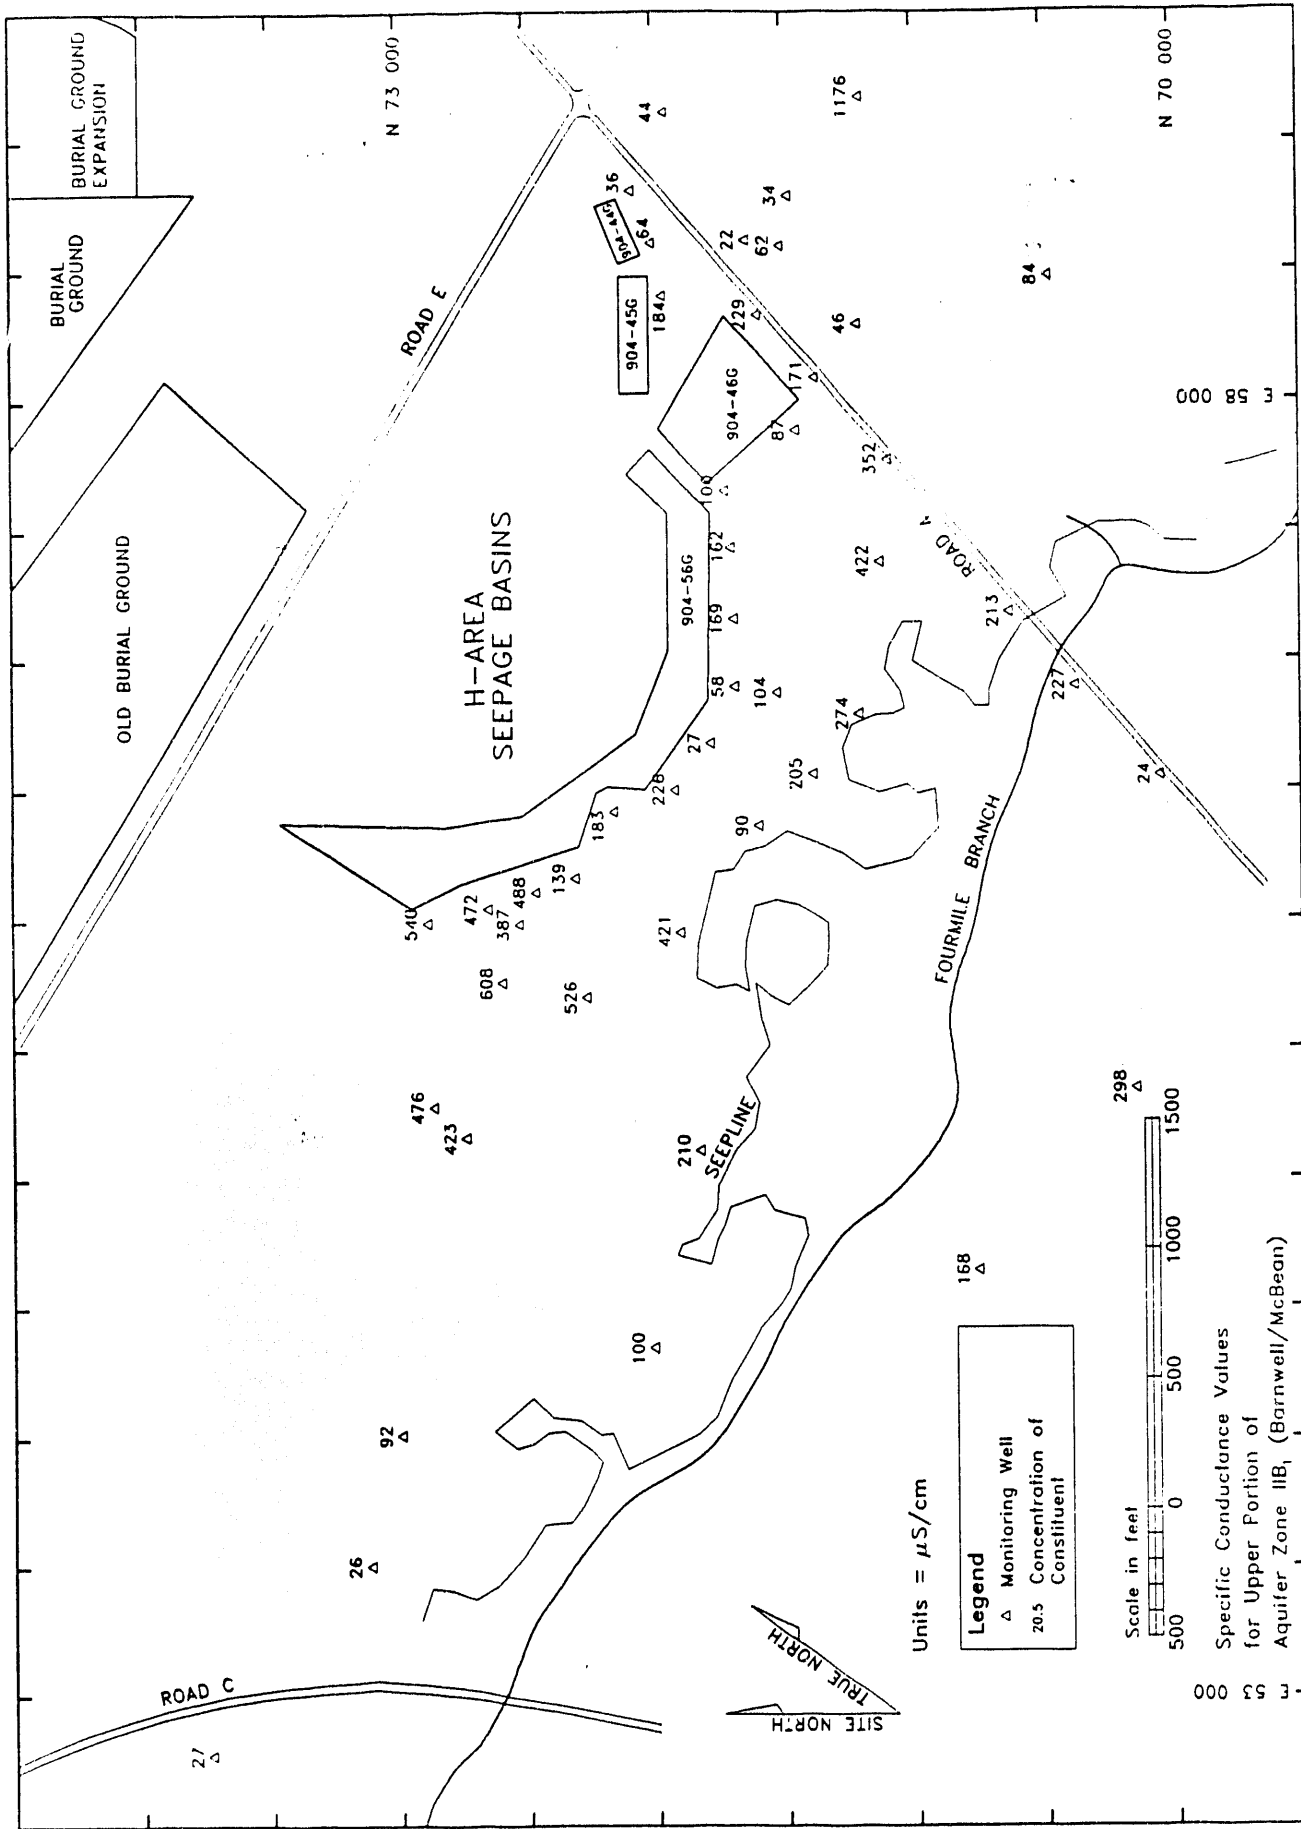 BURIAL GROUND
EXPANSION
BURIAL
GROUND
OLD BURIAL GROUND
ROAD E
N 73 000
N 70 000
H-AREA
SEEPAGE BASINS
904-44G
904-45G
904-46G
904-56G
44
1176
36
64
34
22
62
84
184
229
46
171
87
352
100
162
422
ROAD A
169
213
58
104
227
274
27
205
24
228
183
90
139
488
472
387
540
421
608
526
476
423
210
298
168
100
92
26
27
E 58 000
FOURMILE BRANCH
SEEPLINE
ROAD C
SITE NORTH
TRUE NORTH
Units = μS/cm
Legend
△ Monitoring Well
20.5 Concentration of
Constituent
Scale in feet
500 0 500 1000 1500
Specific Conductance Values
for Upper Portion of
Aquifer Zone IIB₁ (Barnwell/McBean)
E 53 000